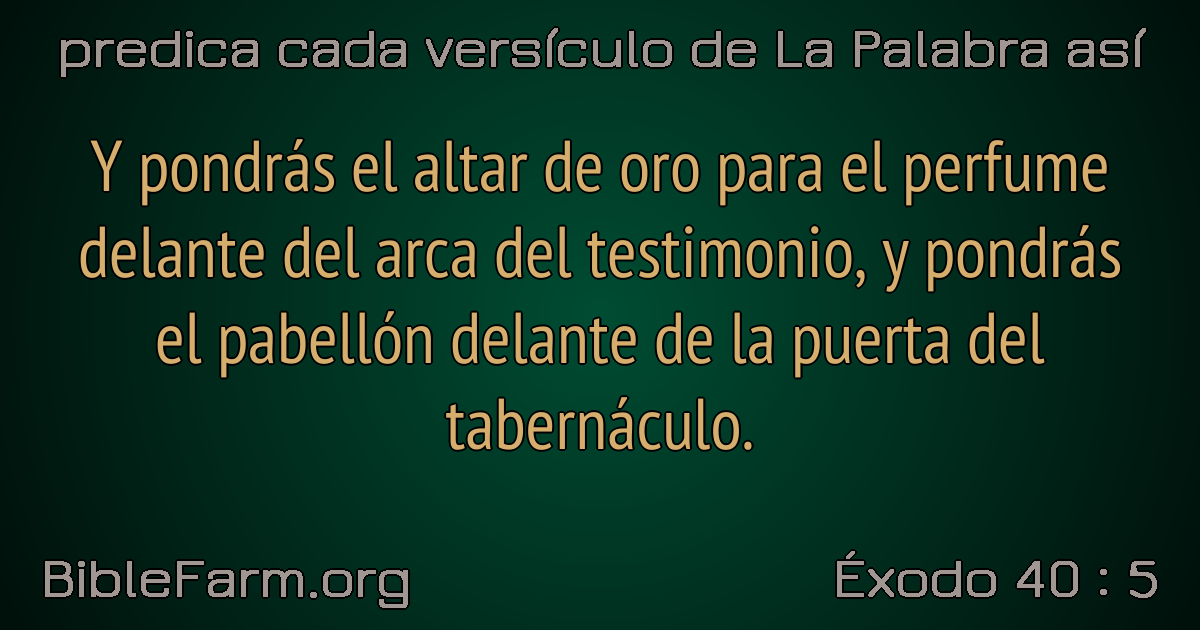 predica cada versículo de La Palabra así
Y pondrás el altar de oro para el perfume
delante del arca del testimonio, y pondrás
el pabellón delante de la puerta del
tabernáculo.
BibleFarm.org
Éxodo 40 : 5